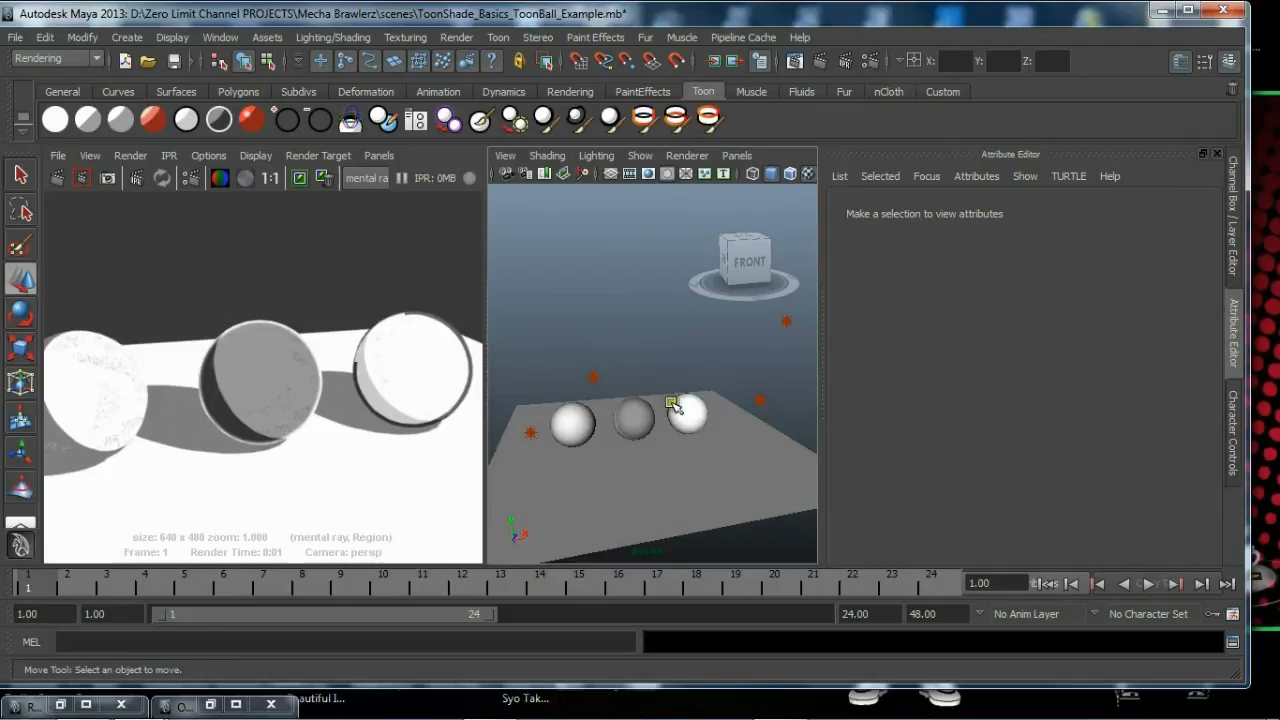 Autodesk Maya 2013: D:\Zero Limit Channel PROJECTS\Mecha Brawlerz\scenes\ToonShade_Basics_ToonBall_Example.mb*
File Edit Modify Create Display Window Assets Lighting/Shading Texturing Render Toon Stereo Paint Effects Fur Muscle Pipeline Cache Help
Rendering X: Y: Z:
General Curves Surfaces Polygons Subdivs Deformation Animation Dynamics Rendering PaintEffects Toon Muscle Fluids Fur nCloth Custom
File View Render IPR Options Display Render Target Panels
View Shading Lighting Show Renderer Panels
Attribute Editor
1:1 mental ra IPR: 0MB
List Selected Focus Attributes Show TURTLE Help
Make a selection to view attributes
FRONT
Channel Box / Layer Editor
Attribute Editor
Character Controls
size: 640 x 480 zoom: 1.000 (mental ray, Region)
Frame: 1 Render Time: 0:01 Camera: persp
1 2 3 4 5 6 7 8 9 10 11 12 13 14 15 16 17 18 19 20 21 22 23 24
1 1.00
1.00 1.00 1 24 24.00 48.00 No Anim Layer No Character Set
MEL
Move Tool: Select an object to move.
R... O... Syo Tak...